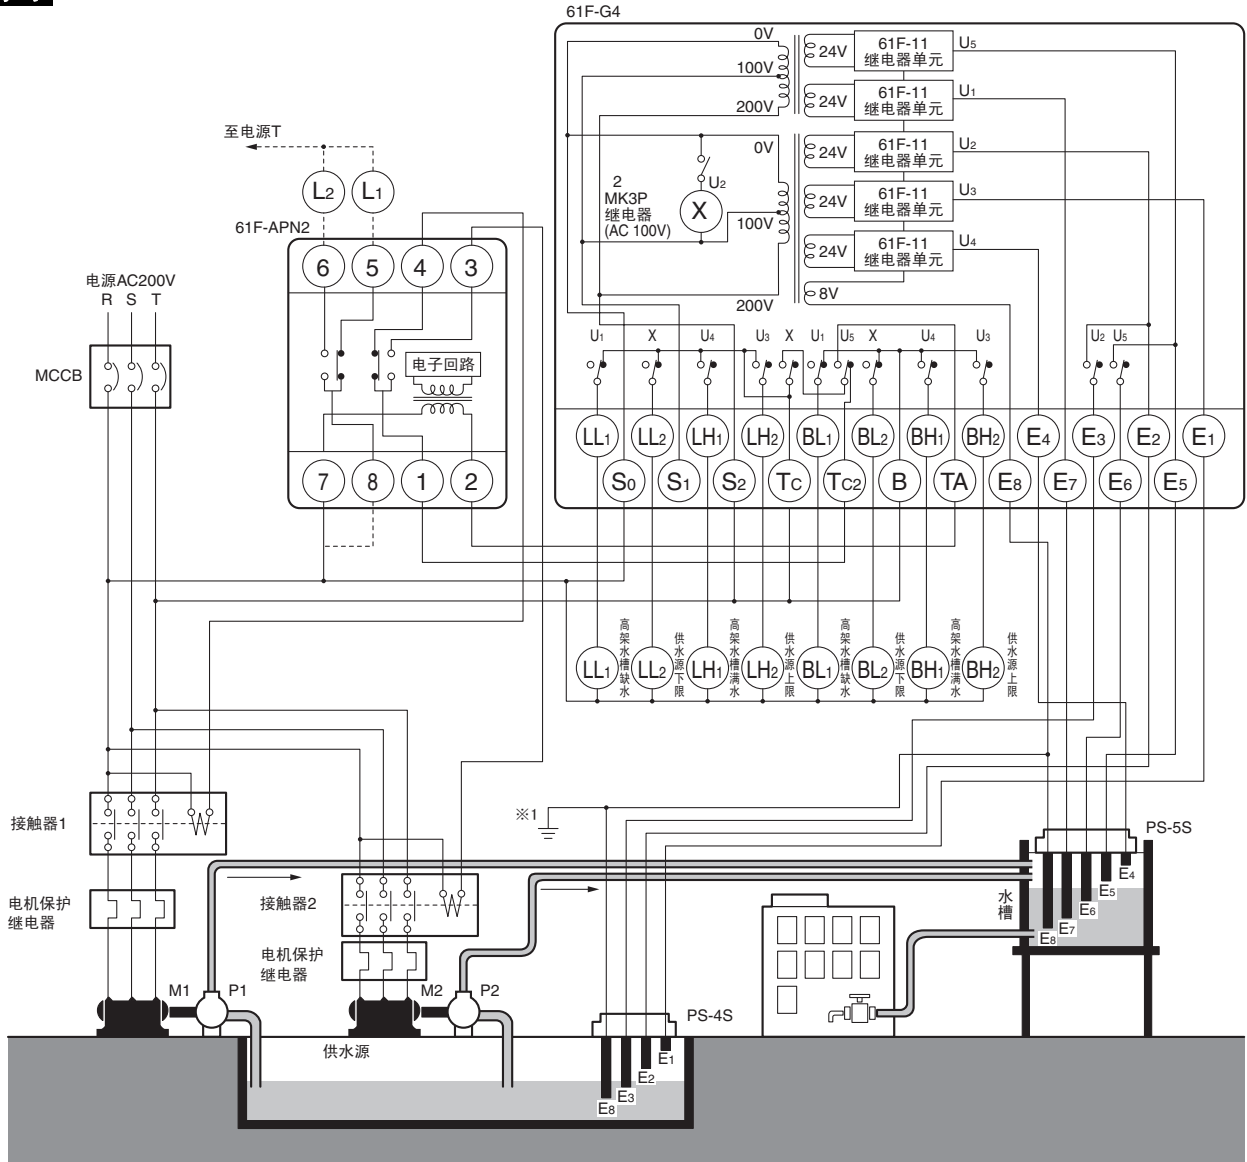 61F-G4
0V
24V
61F-11
继电器单元
U5
100V
24V
61F-11
继电器单元
U1
200V
至电源T
0V
24V
61F-11
继电器单元
U2
L2
L1
2
MK3P
继电器
(AC 100V)
U2
X
24V
61F-11
继电器单元
U3
100V
61F-APN2
24V
61F-11
继电器单元
U4
6
5
4
3
8V
200V
电源AC200V
R S T
U1
X
U4
U3
X
U1
U5
X
U4
U3
U2
U5
MCCB
电子回路
LL1
LL2
LH1
LH2
BL1
BL2
BH1
BH2
E4
E3
E2
E1
7
8
1
2
S0
S1
S2
TC
TC2
B
TA
E8
E7
E6
E5
LL1
高架水槽缺水
LL2
供水源下限
LH1
高架水槽满水
LH2
供水源上限
BL1
高架水槽缺水
BL2
供水源下限
BH1
高架水槽满水
BH2
供水源上限
接触器1
※1
PS-5S
E4
E5
E6
E7
E8
水槽
电机保护
继电器
接触器2
电机保护
继电器
M1
P1
M2
P2
PS-4S
供水源
E1
E2
E3
E8